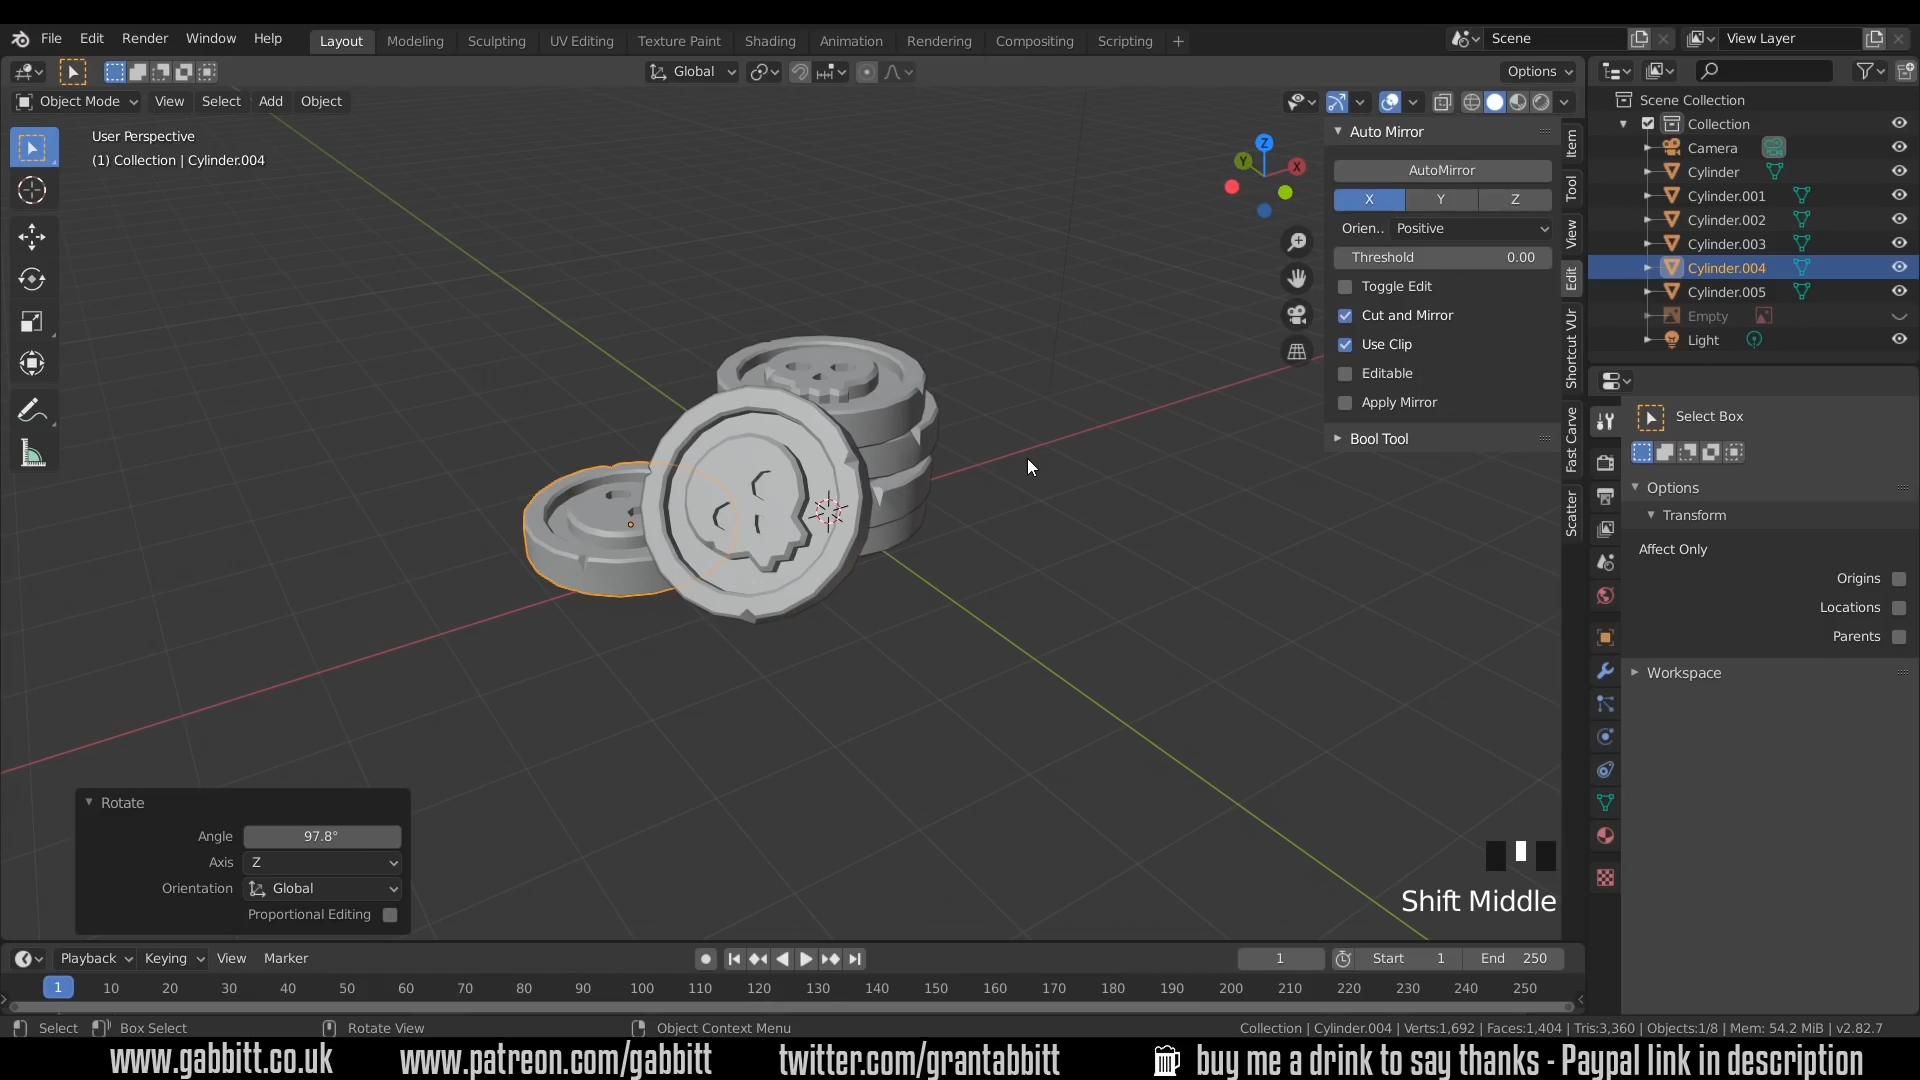 File Edit Render Window Help Layout Modeling Sculpting UV Editing Texture Paint Shading Animation Rendering Compositing Scripting + Scene View Layer
Global Options
Object Mode View Select Add Object
User Perspective
(1) Collection | Cylinder.004
Z
Y
X
Auto Mirror
AutoMirror
X Y Z
Orien.. Positive
Threshold 0.00
Toggle Edit
Cut and Mirror
Use Clip
Editable
Apply Mirror
Bool Tool
Item
Tool
View
Edit
Shortcut VUr
Fast Carve
Scatter
Scene Collection
Collection
Camera
Cylinder
Cylinder.001
Cylinder.002
Cylinder.003
Cylinder.004
Cylinder.005
Empty
Light
Select Box
Options
Transform
Affect Only
Origins
Locations
Parents
Workspace
Rotate
Angle 97.8°
Axis Z
Orientation Global
Proportional Editing
Shift Middle
Playback Keying View Marker 1 Start 1 End 250
1 10 20 30 40 50 60 70 80 90 100 110 120 130 140 150 160 170 180 190 200 210 220 230 240 250
Select Box Select Rotate View Object Context Menu Collection | Cylinder.004 | Verts:1,692 | Faces:1,404 | Tris:3,360 | Objects:1/8 | Mem: 54.2 MiB | v2.82.7
www.gabbitt.co.uk www.patreon.com/gabbitt twitter.com/grantabbitt buy me a drink to say thanks - Paypal link in description